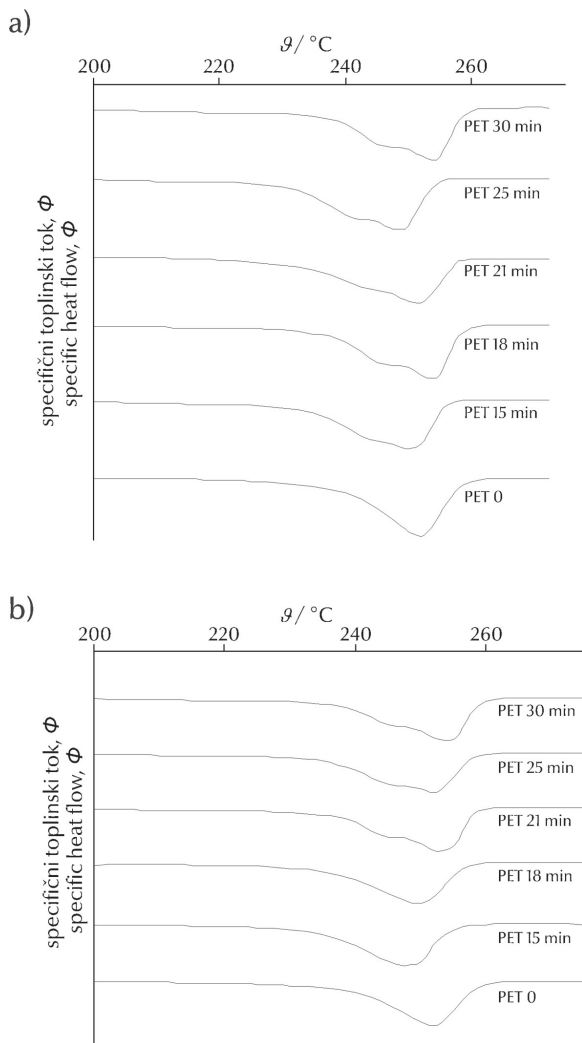 a)
ϑ/ °C
200 220 240 260
PET 30 min
PET 25 min
PET 21 min
PET 18 min
PET 15 min
PET 0
specifični toplinski tok, Φ
specific heat flow, Φ
b)
ϑ/ °C
200 220 240 260
PET 30 min
PET 25 min
PET 21 min
PET 18 min
PET 15 min
PET 0
specifični toplinski tok, Φ
specific heat flow, Φ